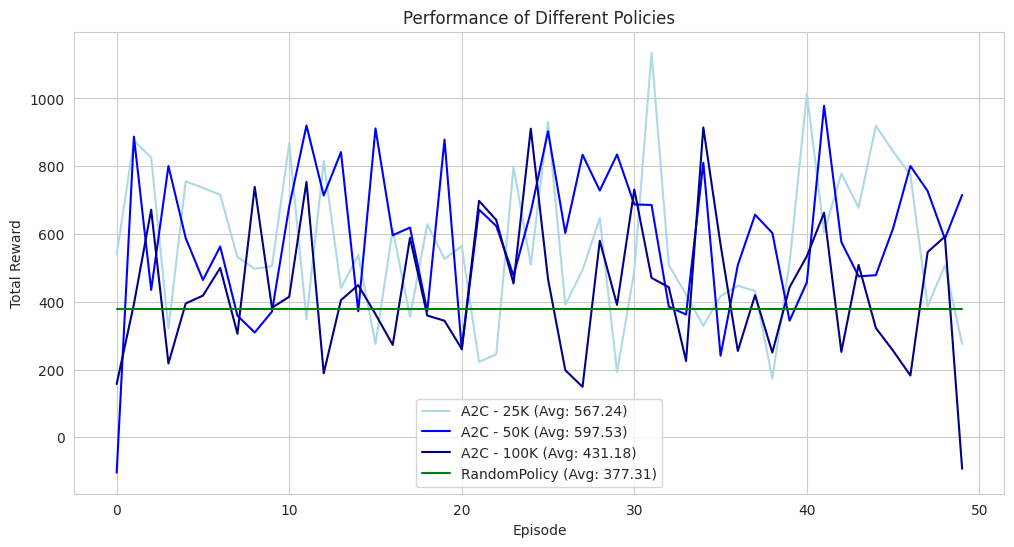 Performance of Different Policies
Total Reward
1000
800
600
400
200
0
A2C - 25K (Avg: 567.24)
A2C - 50K (Avg: 597.53)
A2C - 100K (Avg: 431.18)
RandomPolicy (Avg: 377.31)
0 10 20 30 40 50
Episode